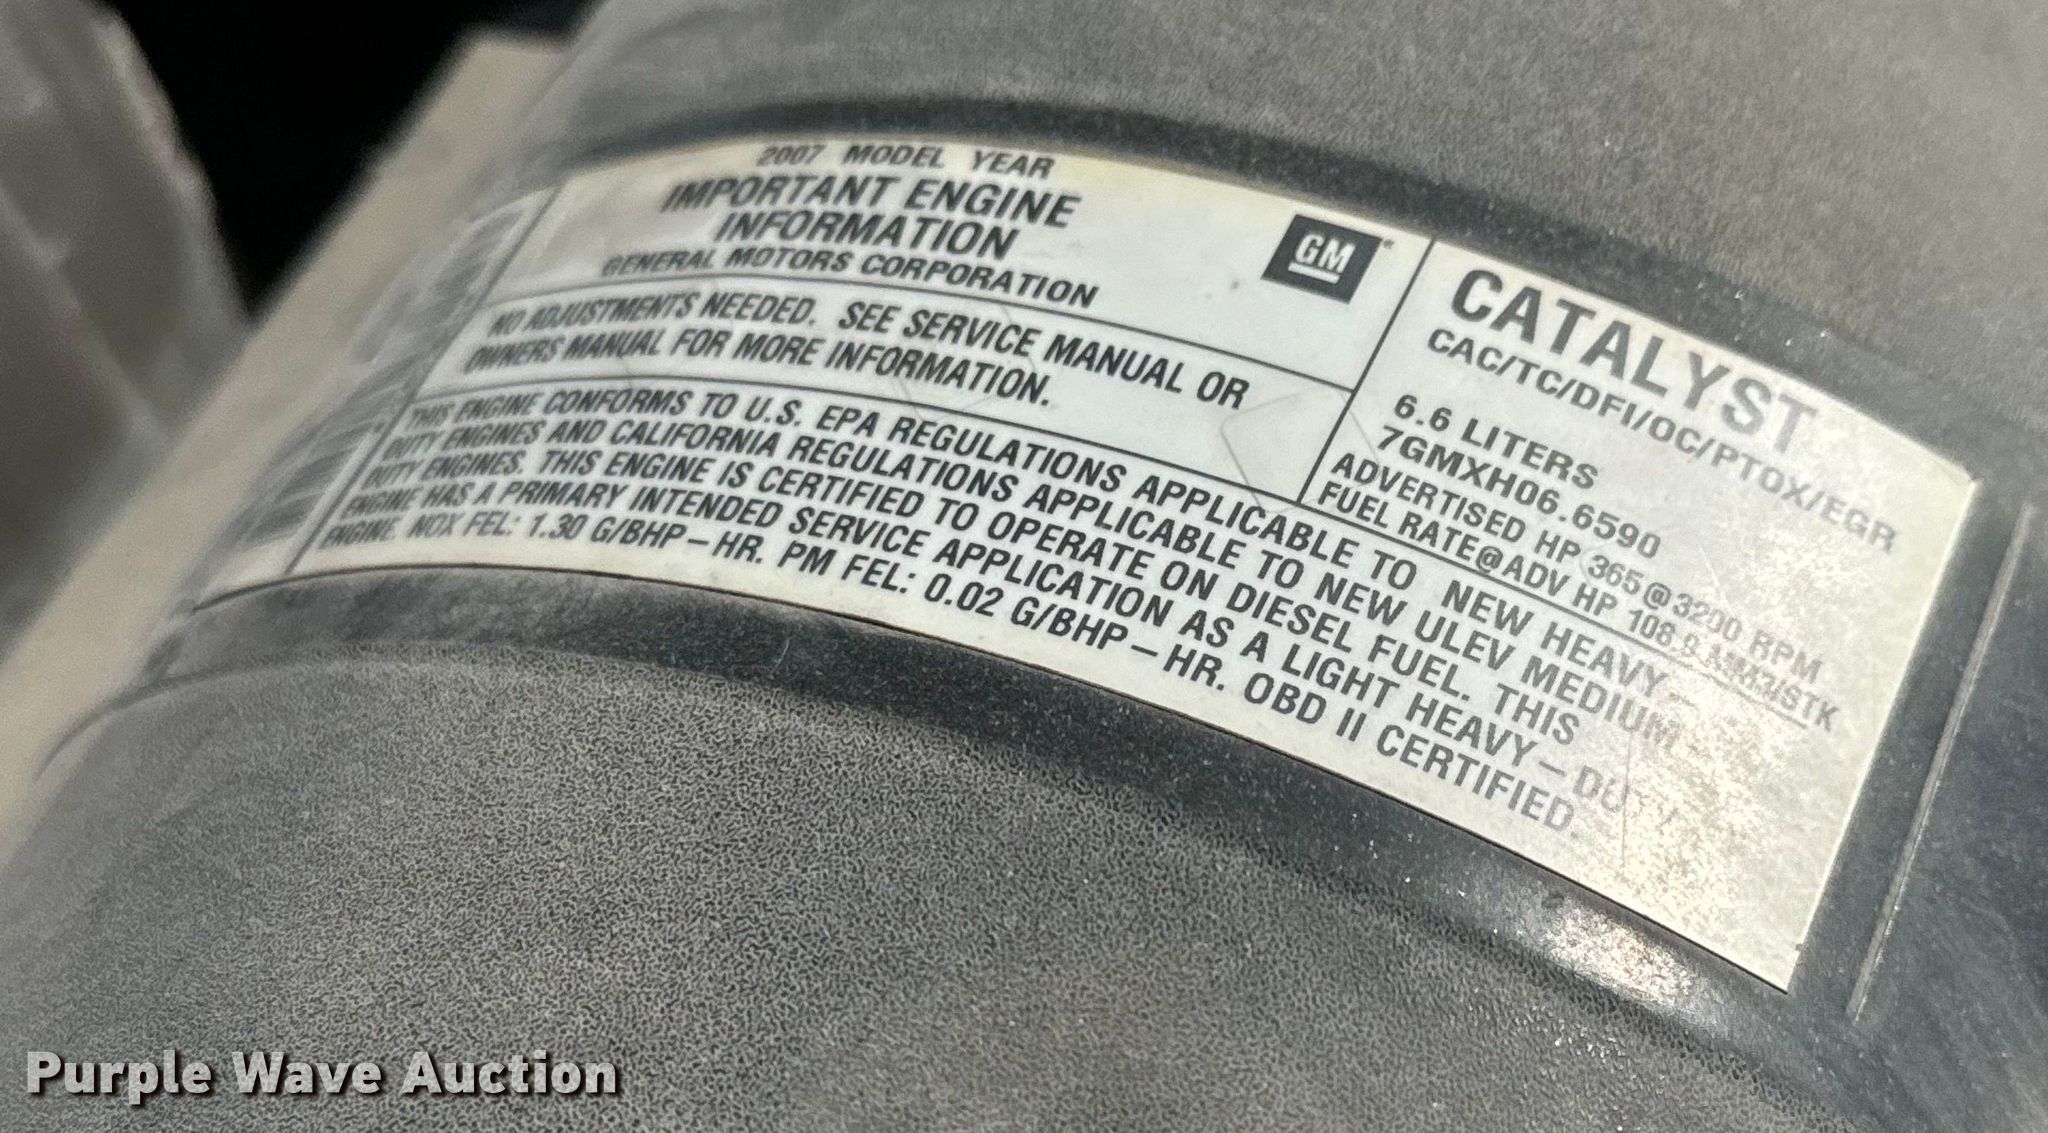 2007 MODEL YEAR
IMPORTANT ENGINE
INFORMATION
GENERAL MOTORS CORPORATION
GM
NO ADJUSTMENTS NEEDED. SEE SERVICE MANUAL OR
OWNERS MANUAL FOR MORE INFORMATION.
CATALYST
CAC/TC/DFI/OC/PTOX/EGR
6.6 LITERS
7GMXH06.6590
ADVERTISED HP 365@3200 RPM
FUEL RATE@ADV HP 108.0 MM3/STK
THIS ENGINE CONFORMS TO U.S. EPA REGULATIONS APPLICABLE TO NEW HEAVY-
DUTY ENGINES AND CALIFORNIA REGULATIONS APPLICABLE TO NEW ULEV MEDIUM-
DUTY ENGINES. THIS ENGINE IS CERTIFIED TO OPERATE ON DIESEL FUEL. THIS
ENGINE HAS A PRIMARY INTENDED SERVICE APPLICATION AS A LIGHT HEAVY-
ENGINE. NOX FEL: 1.30 G/BHP-HR. PM FEL: 0.02 G/BHP-HR. OBD II CERTIFIED.
Purple Wave Auction